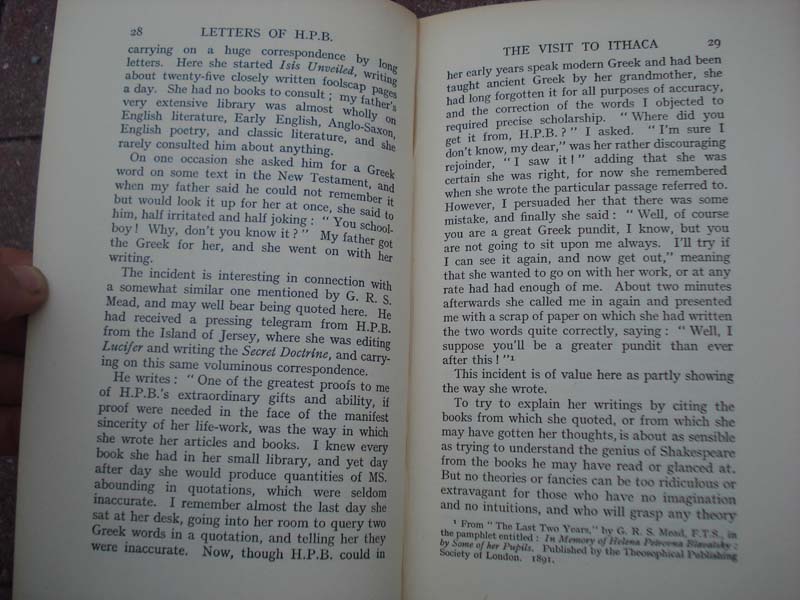 28 LETTERS OF H.P.B.
carrying on a huge correspondence by long
letters. Here she started Isis Unveiled, writing
about twenty-five closely written foolscap pages
a day. She had no books to consult; my father's
very extensive library was almost wholly on
English literature, Early English, Anglo-Saxon,
English poetry, and classic literature, and she
rarely consulted him about anything.
On one occasion she asked him for a Greek
word on some text in the New Testament, and
when my father said he could not remember it
but would look it up for her at once, she said to
him, half irritated and half joking: "You school-
boy! Why, don't you know it?" My father got
the Greek for her, and she went on with her
writing.
The incident is interesting in connection with
a somewhat similar one mentioned by G. R. S.
Mead, and may well bear being quoted here. He
had received a pressing telegram from H.P.B.
from the Island of Jersey, where she was editing
Lucifer and writing the Secret Doctrine, and carry-
ing on this same voluminous correspondence.
He writes: "One of the greatest proofs to me
of H.P.B.'s extraordinary gifts and ability, if
proof were needed in the face of the manifest
sincerity of her life-work, was the way in which
she wrote her articles and books. I knew every
book she had in her small library, and yet day
after day she would produce quantities of MS.
abounding in quotations, which were seldom
inaccurate. I remember almost the last day she
sat at her desk, going into her room to query two
Greek words in a quotation, and telling her they
were inaccurate. Now, though H.P.B. could in
THE VISIT TO ITHACA 29
her early years speak modern Greek and had been
taught ancient Greek by her grandmother, she
had long forgotten it for all purposes of accuracy,
and the correction of the words I objected to
required precise scholarship. "Where did you
get it from, H.P.B.?" I asked. "I'm sure I
don't know, my dear," was her rather discouraging
rejoinder, "I saw it!" adding that she was
certain she was right, for now she remembered
when she wrote the particular passage referred to.
However, I persuaded her that there was some
mistake, and finally she said: "Well, of course
you are a great Greek pundit, I know, but you
are not going to sit upon me always. I'll try if
I can see it again, and now get out," meaning
that she wanted to go on with her work, or at any
rate had had enough of me. About two minutes
afterwards she called me in again and presented
me with a scrap of paper on which she had written
the two words quite correctly, saying: "Well, I
suppose you'll be a greater pundit than ever
after this!"¹
This incident is of value here as partly showing
the way she wrote.
To try to explain her writings by citing the
books from which she quoted, or from which she
may have gotten her thoughts, is about as sensible
as trying to understand the genius of Shakespeare
from the books he may have read or glanced at.
But no theories or fancies can be too ridiculous or
extravagant for those who have no imagination
and no intuitions, and who will grasp any theory
¹ From "The Last Two Years," by G. R. S. Mead, F.T.S., in
the pamphlet entitled: In Memory of Helena Petrovna Blavatsky:
by Some of her Pupils. Published by the Theosophical Publishing
Society of London. 1891.